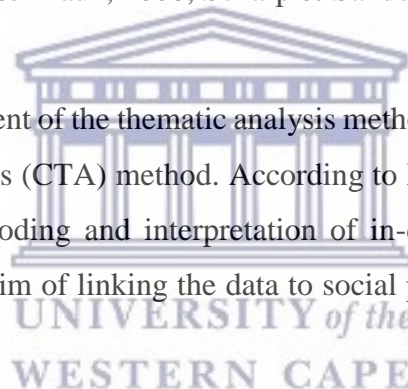 ent of the thematic analysis meth
s (CTA) method. According to
oding and interpretation of in-
im of linking the data to social
UNIVERSITY of the
WESTERN CAPE